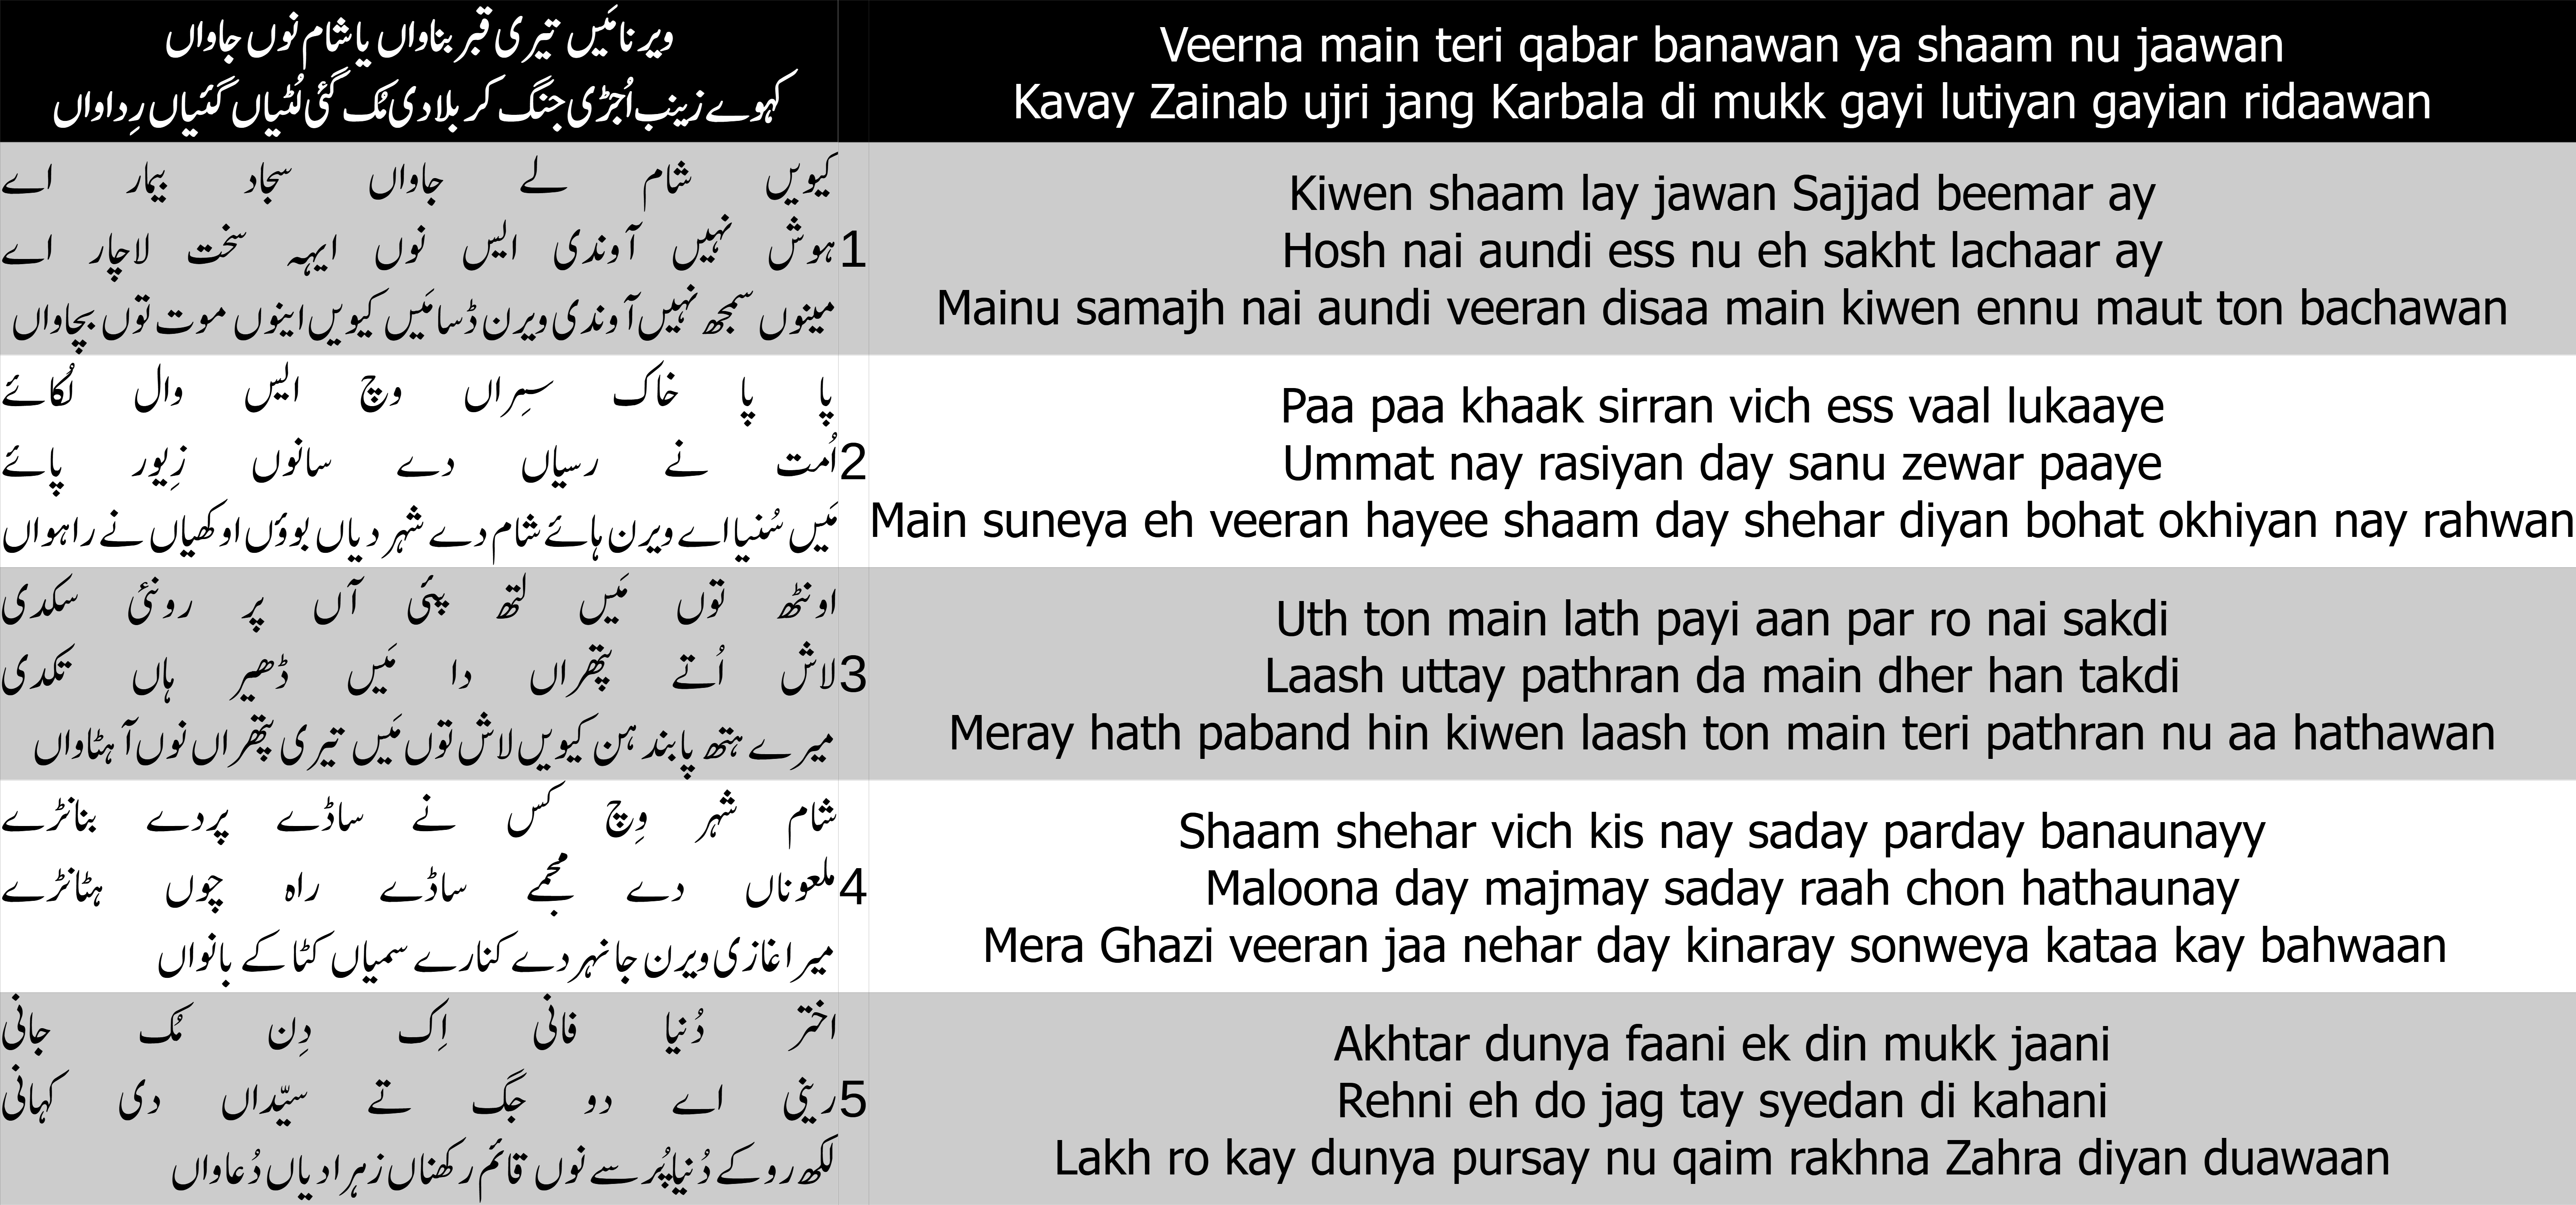 ویرنا مَیں تیری قبر بناواں یا شام نوں جاواں
کہوے زینب اُجڑی جنگ کربلا دی مُک گئی لُٹیاں گئیاں رِداواں
Veerna main teri qabar banawan ya shaam nu jaawan
Kavay Zainab ujri jang Karbala di mukk gayi lutiyan gayian ridaawan
کیویں شام لے جاواں سجاد بیمار اے
ہوش نہیں آوندی ایس نوں ایہہ سخت لاچار اے
مینوں سمجھ نہیں آوندی ویرن ڈسا مَیں کیویں اینوں موت توں بچاواں
1
Kiwen shaam lay jawan Sajjad beemar ay
Hosh nai aundi ess nu eh sakht lachaar ay
Mainu samajh nai aundi veeran disaa main kiwen ennu maut ton bachawan
پا پا خاک سِراں وچ ایس وال لُکائے
اُمت نے رسیاں دے سانوں زِیور پائے
مَیں سُنیا اے ویرن ہائے شام دے شہر دیاں بوؤں اوکھیاں نے راہواں
2
Paa paa khaak sirran vich ess vaal lukaaye
Ummat nay rasiyan day sanu zewar paaye
Main suneya eh veeran hayee shaam day shehar diyan bohat okhiyan nay rahwan
اونٹھ توں مَیں لتھ پئی آں پر رونئی سکدی
لاش اُتے پتھراں دا مَیں ڈھیر ہاں تکدی
میرے ہتھ پابند ہن کیویں لاش توں مَیں تیری پتھراں نوں آ ہٹاواں
3
Uth ton main lath payi aan par ro nai sakdi
Laash uttay pathran da main dher han takdi
Meray hath paband hin kiwen laash ton main teri pathran nu aa hathawan
شام شہر وِچ کس نے ساڈے پردے بنانڑے
ملعوناں دے مجمے ساڈے راہ چوں ہٹانڑے
میرا غازی ویرن جا نہر دے کنارے سمیاں کٹا کے بانواں
4
Shaam shehar vich kis nay saday parday banaunayy
Maloona day majmay saday raah chon hathaunay
Mera Ghazi veeran jaa nehar day kinaray sonweya kataa kay bahwaan
اختر دُنیا فانی اِک دِن مُک جانی
رینی اے دو جگ تے سیّداں دی کہانی
لکھ رو کے دُنیا پُرسے نوں قائم رکھناں زہرا دیاں دُعاواں
5
Akhtar dunya faani ek din mukk jaani
Rehni eh do jag tay syedan di kahani
Lakh ro kay dunya pursay nu qaim rakhna Zahra diyan duawaan